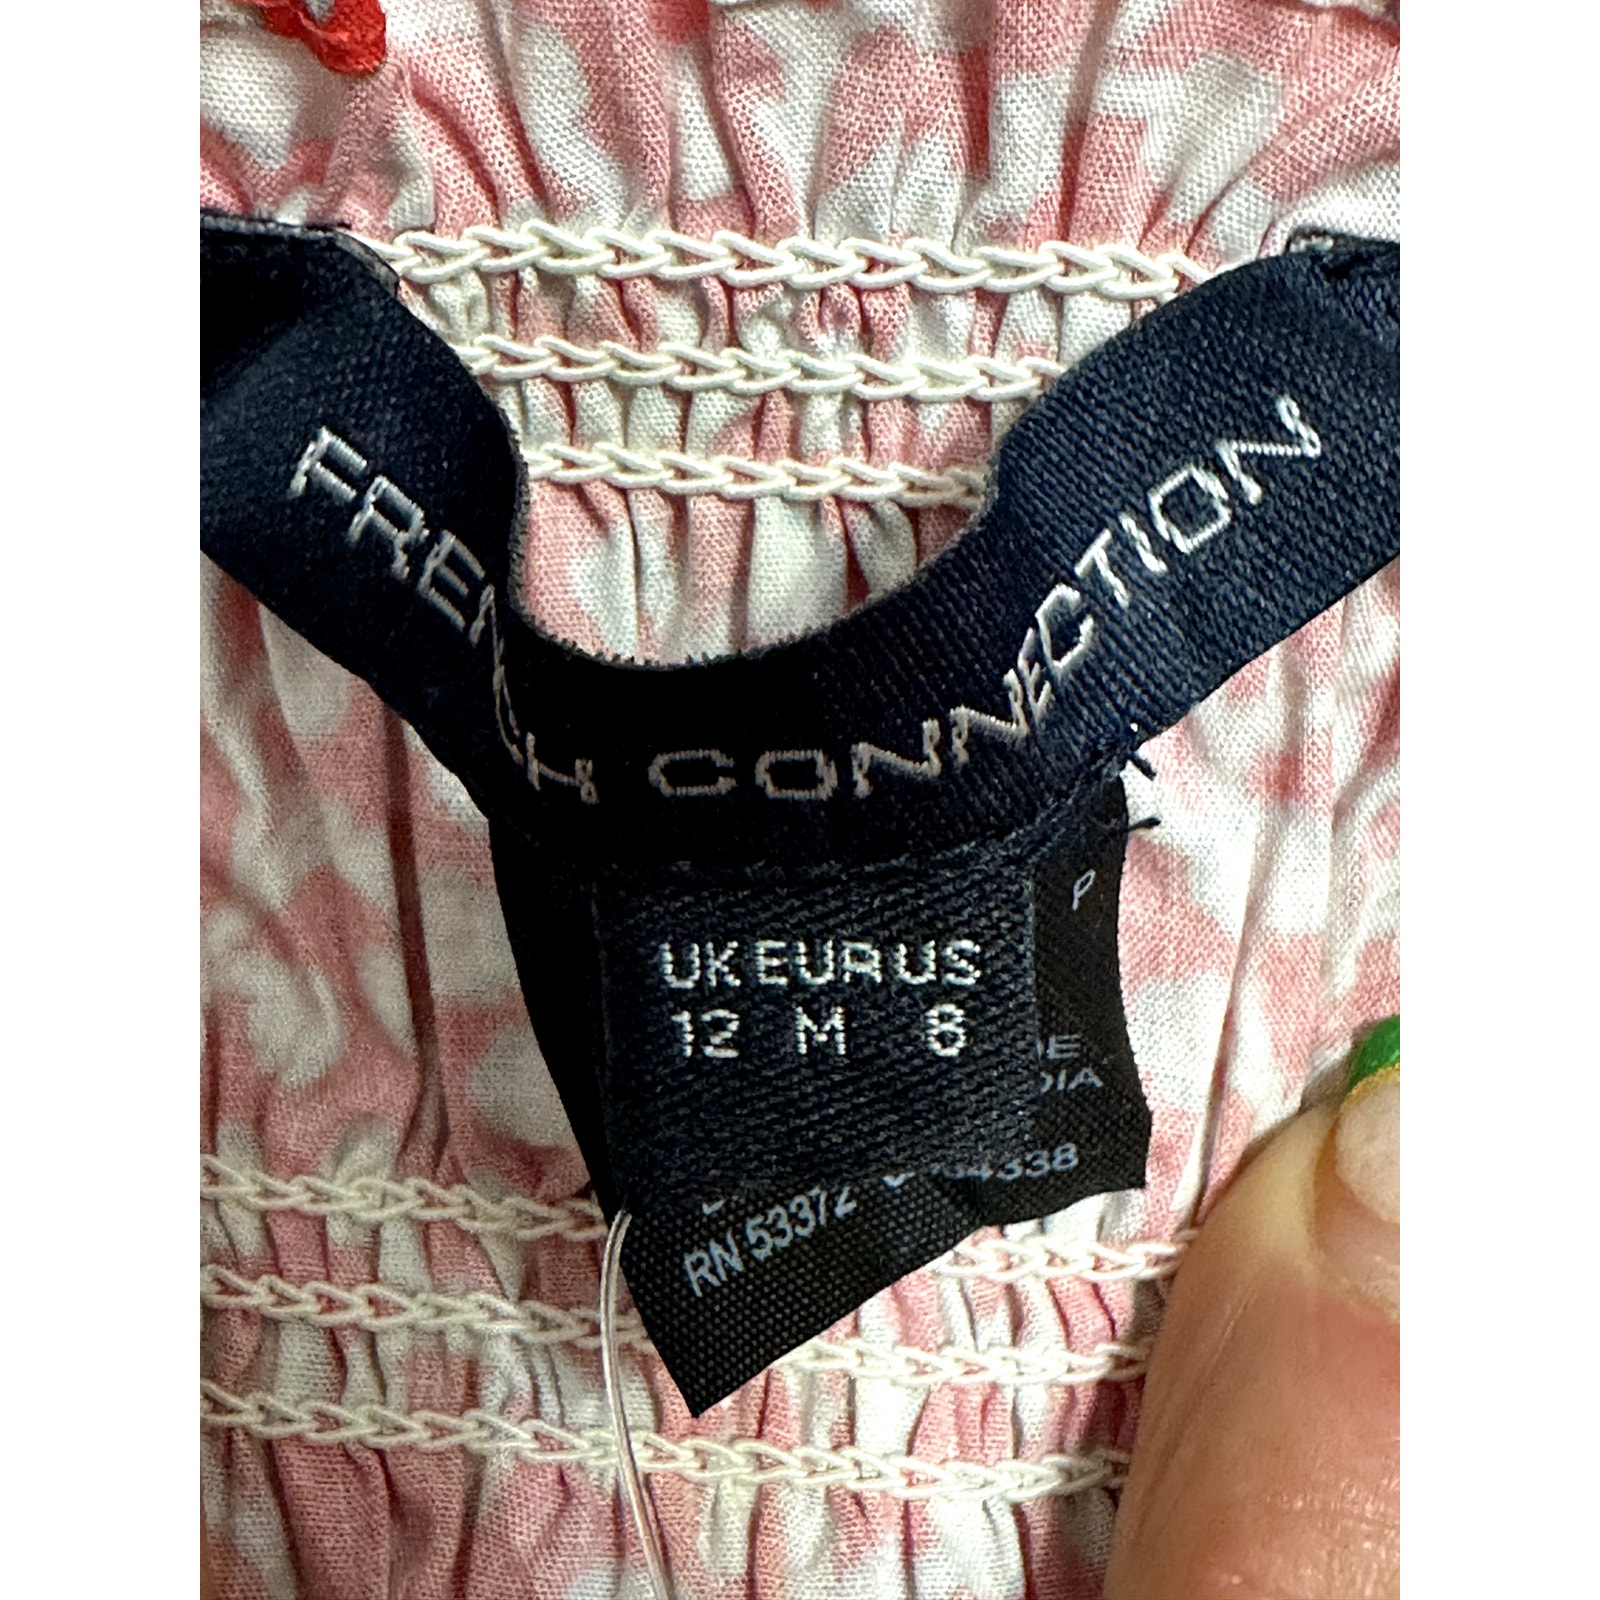 FRENCH CONNECTION
P
UK EUR US
12 M 8
RN 53372